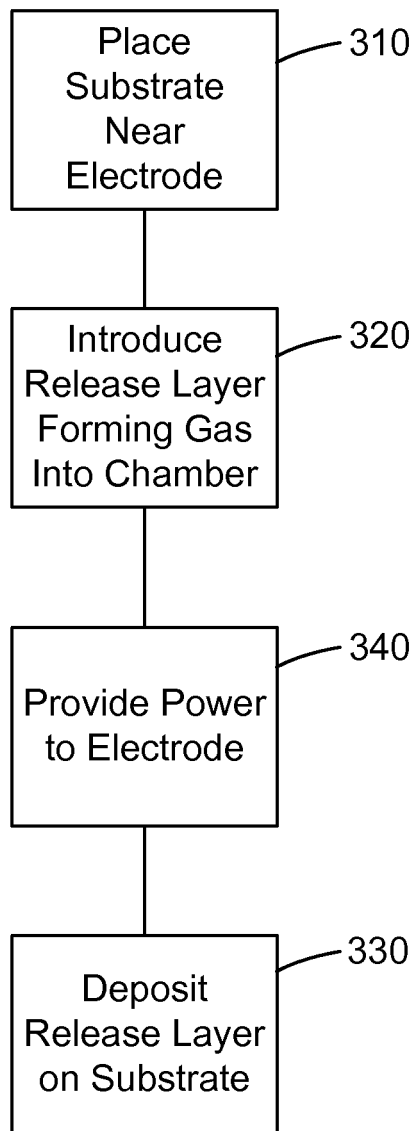 Place
Substrate
Near
Electrode
310
Introduce
Release Layer
Forming Gas
Into Chamber
320
Provide Power
to Electrode
340
Deposit
Release Layer
on Substrate
330